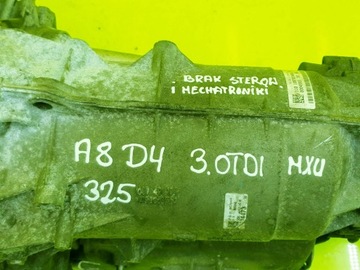 BRAK STEROW.
I MECHATRONIKI
A8 D4 3.0TDI MXU
325